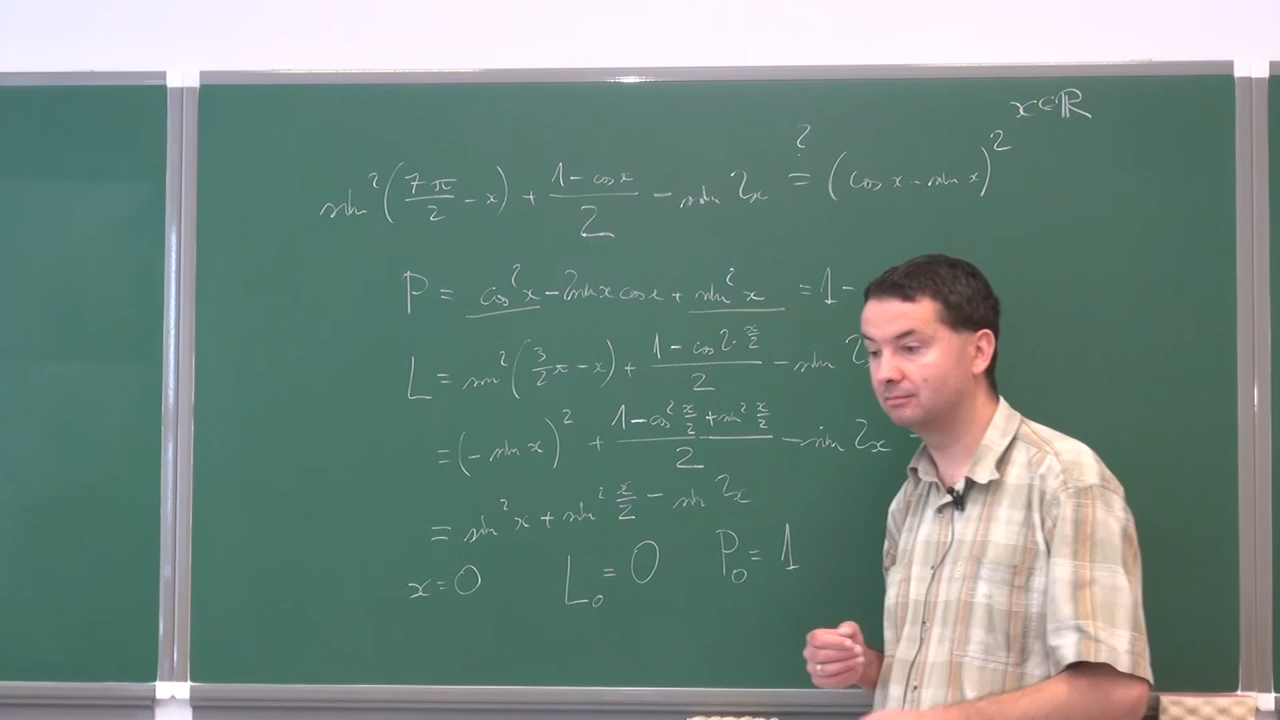 x∈ℝ
sin²(7π/2 - x) + (1 - cos x)/2 - sin 2x ≟ (cos x - sin x)²
P = cos²x - 2sin x cos x + sin²x = 1 -
L = sin²(3/2 π - x) + (1 - cos 2·x/2)/2 - sin 2
= (- sin x)² + (1 - cos² x/2 + sin² x/2)/2 - sin 2x
= sin²x + sin² x/2 - sin 2x
x = 0 L₀ = 0 P₀ = 1